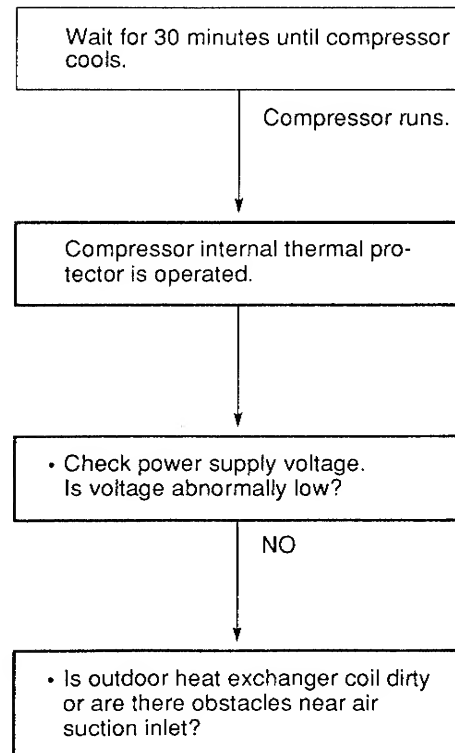 Wait for 30 minutes until compressor
cools.
Compressor runs.
Compressor internal thermal pro-
tector is operated.
• Check power supply voltage.
Is voltage abnormally low?
NO
• Is outdoor heat exchanger coil dirty
or are there obstacles near air
suction inlet?